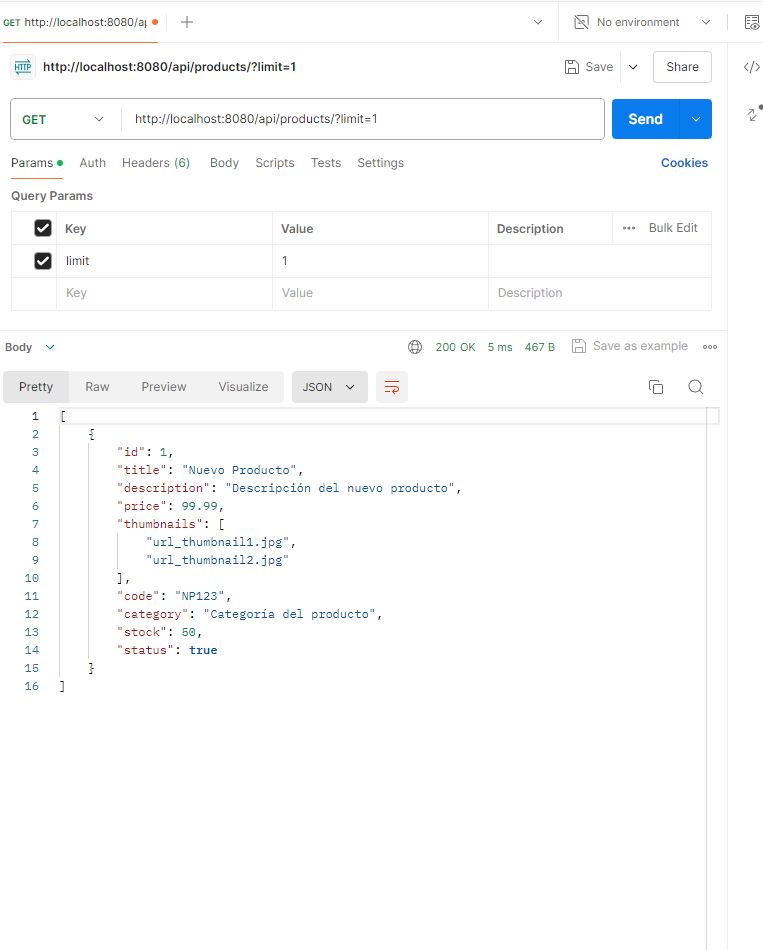 GET http://localhost:8080/ap
No environment
HTTP http://localhost:8080/api/products/?limit=1
Save
Share
GET
http://localhost:8080/api/products/?limit=1
Send
Params
Auth
Headers (6)
Body
Scripts
Tests
Settings
Cookies
Query Params
Key
Value
Description
Bulk Edit
limit
1
Key
Value
Description
Body
200 OK
5 ms
467 B
Save as example
Pretty
Raw
Preview
Visualize
JSON
1 [
2 {
3 "id": 1,
4 "title": "Nuevo Producto",
5 "description": "Descripción del nuevo producto",
6 "price": 99.99,
7 "thumbnails": [
8 "url_thumbnail1.jpg",
9 "url_thumbnail2.jpg"
10 ],
11 "code": "NP123",
12 "category": "Categoría del producto",
13 "stock": 50,
14 "status": true
15 }
16 ]